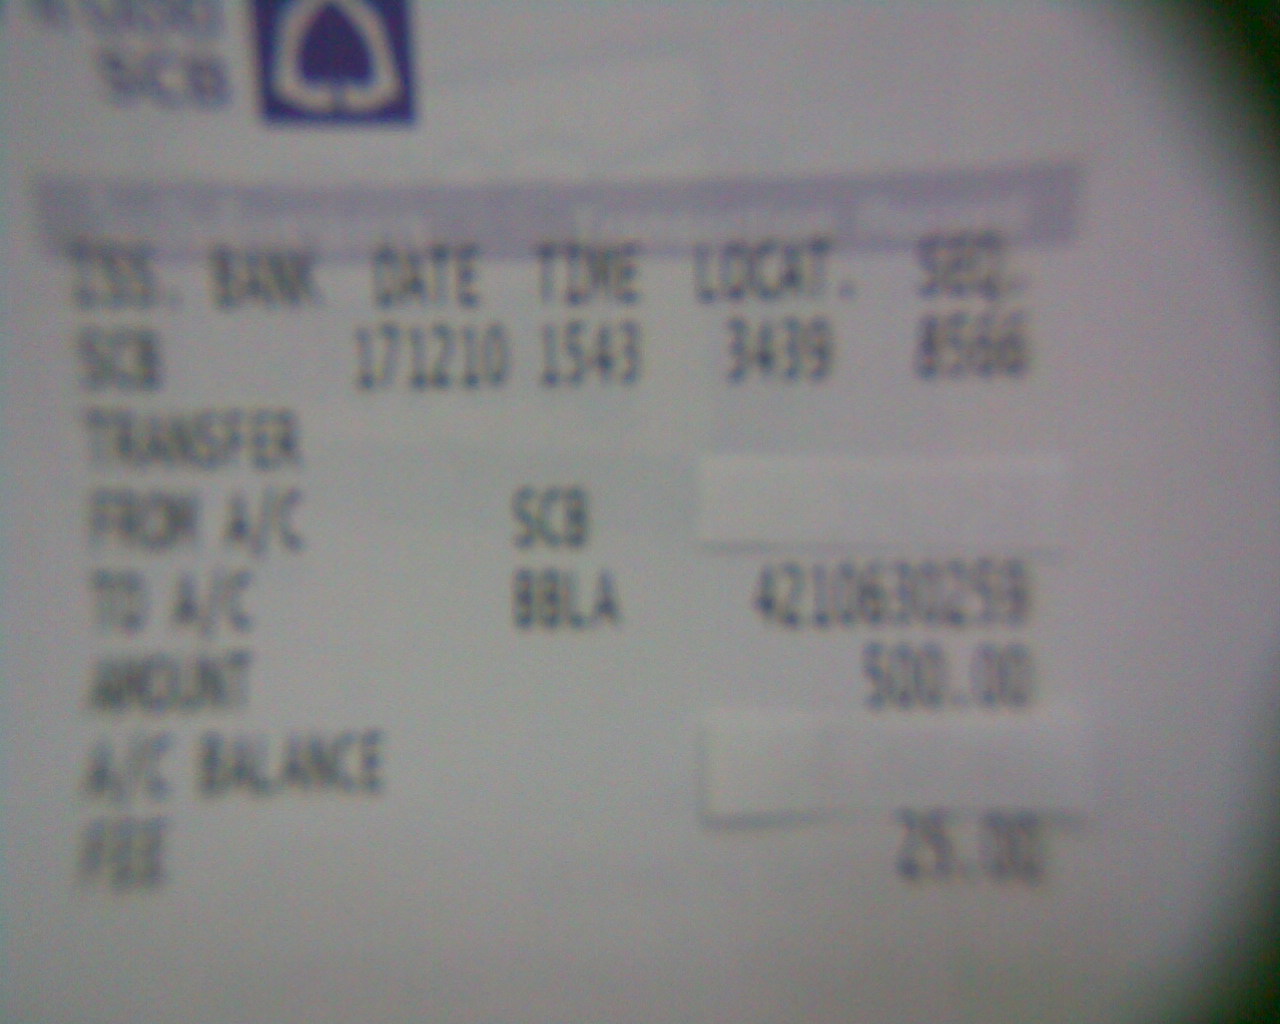 SCB
ISS. BANK DATE TIME LOCAT. SEQ.
SCB 171210 1543 3439 8566
TRANSFER
FROM A/C SCB
TO A/C BBLA 4210630259
AMOUNT 500.00
A/C BALANCE
FEE 25.00